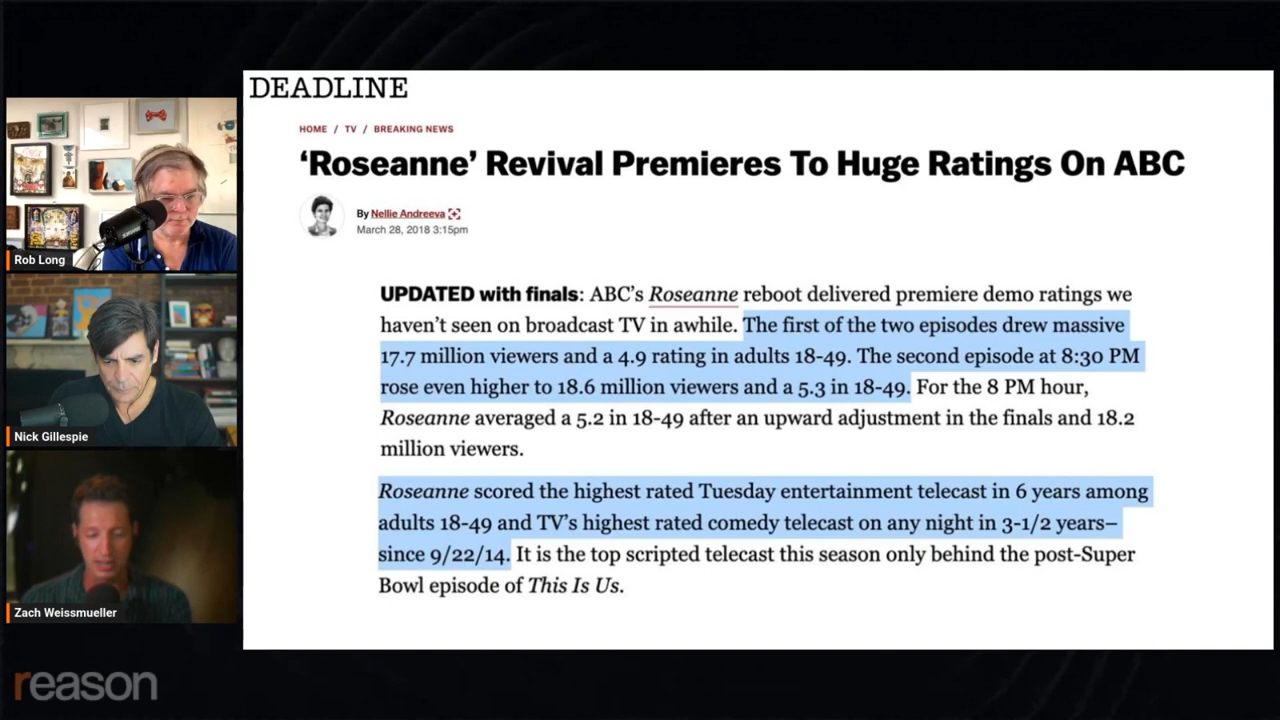 DEADLINE
HOME / TV / BREAKING NEWS
‘Roseanne’ Revival Premieres To Huge Ratings On ABC
By Nellie Andreeva
March 28, 2018 3:15pm
UPDATED with finals: ABC’s Roseanne reboot delivered premiere demo ratings we
haven’t seen on broadcast TV in awhile. The first of the two episodes drew massive
17.7 million viewers and a 4.9 rating in adults 18-49. The second episode at 8:30 PM
rose even higher to 18.6 million viewers and a 5.3 in 18-49. For the 8 PM hour,
Roseanne averaged a 5.2 in 18-49 after an upward adjustment in the finals and 18.2
million viewers.
Roseanne scored the highest rated Tuesday entertainment telecast in 6 years among
adults 18-49 and TV’s highest rated comedy telecast on any night in 3-1/2 years–
since 9/22/14. It is the top scripted telecast this season only behind the post-Super
Bowl episode of This Is Us.
Rob Long
Nick Gillespie
Zach Weissmueller
reason